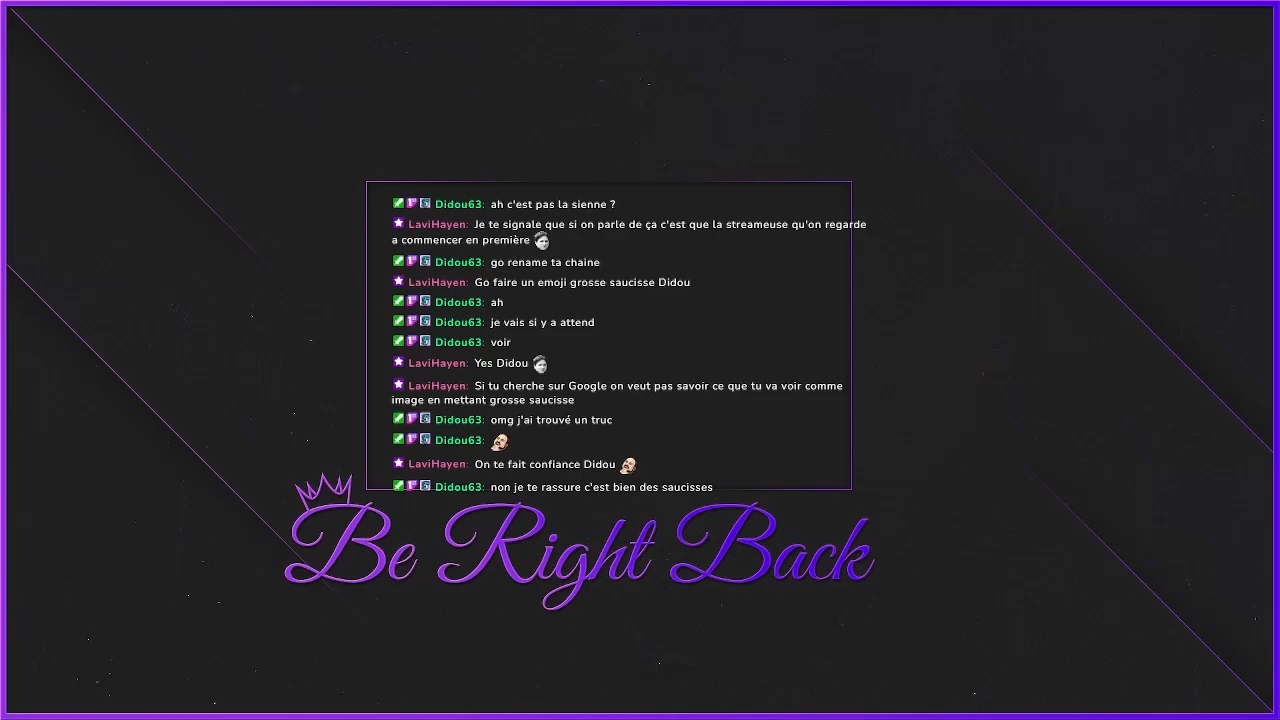 Didou63: ah c'est pas la sienne ?
LaviHayen: Je te signale que si on parle de ça c'est que la streameuse qu'on regarde
a commencer en première
Didou63: go rename ta chaine
LaviHayen: Go faire un emoji grosse saucisse Didou
Didou63: ah
Didou63: je vais si y a attend
Didou63: voir
LaviHayen: Yes Didou
LaviHayen: Si tu cherche sur Google on veut pas savoir ce que tu va voir comme
image en mettant grosse saucisse
Didou63: omg j'ai trouvé un truc
Didou63:
LaviHayen: On te fait confiance Didou
Didou63: non je te rassure c'est bien des saucisses
Be Right Back